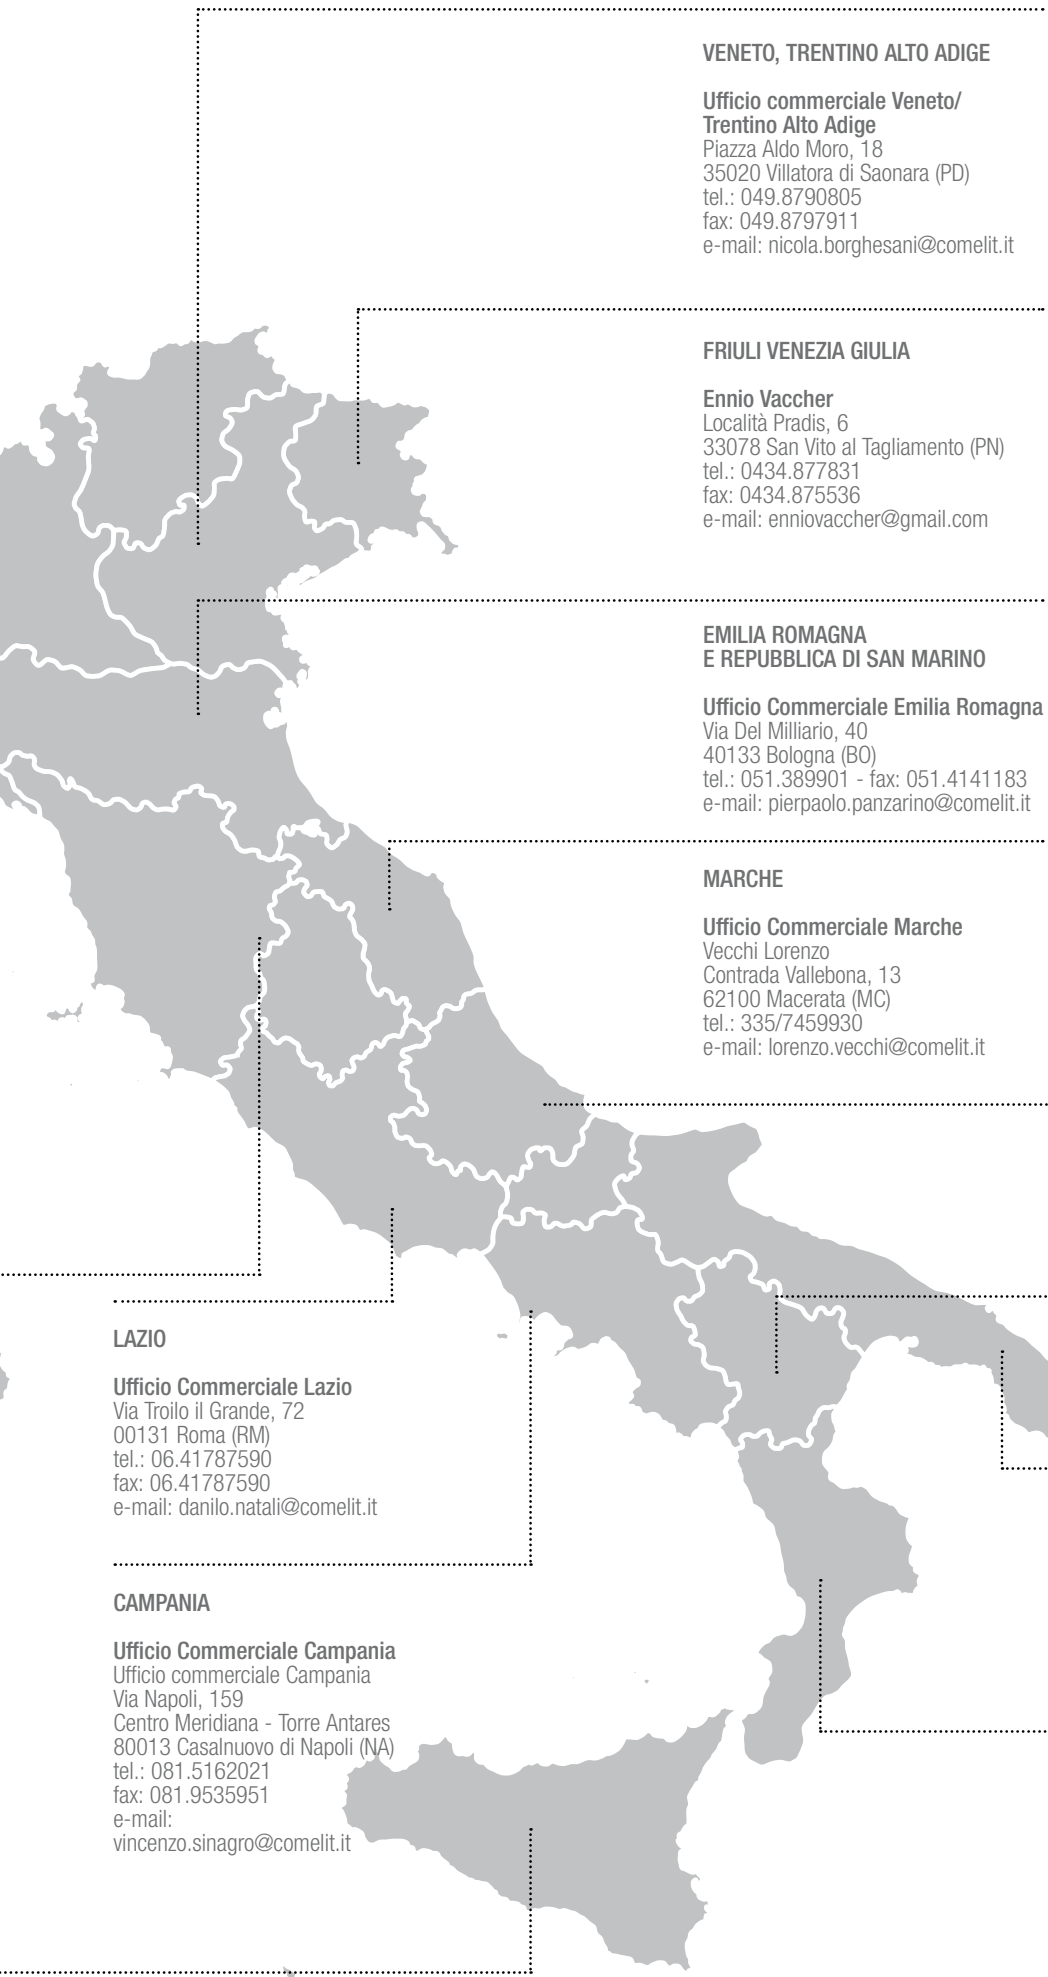 VENETO, TRENTINO ALTO ADIGE
Ufficio commerciale Veneto/
Trentino Alto Adige
Piazza Aldo Moro, 18
35020 Villatora di Saonara (PD)
tel.: 049.8790805
fax: 049.8797911
e-mail: nicola.borghesani@comelit.it
FRIULI VENEZIA GIULIA
Ennio Vaccher
Località Pradis, 6
33078 San Vito al Tagliamento (PN)
tel.: 0434.877831
fax: 0434.875536
e-mail: enniovaccher@gmail.com
EMILIA ROMAGNA
E REPUBBLICA DI SAN MARINO
Ufficio Commerciale Emilia Romagna
Via Del Milliario, 40
40133 Bologna (BO)
tel.: 051.389901 - fax: 051.4141183
e-mail: pierpaolo.panzarino@comelit.it
MARCHE
Ufficio Commerciale Marche
Vecchi Lorenzo
Contrada Vallebona, 13
62100 Macerata (MC)
tel.: 335/7459930
e-mail: lorenzo.vecchi@comelit.it
LAZIO
Ufficio Commerciale Lazio
Via Troilo il Grande, 72
00131 Roma (RM)
tel.: 06.41787590
fax: 06.41787590
e-mail: danilo.natali@comelit.it
CAMPANIA
Ufficio Commerciale Campania
Ufficio commerciale Campania
Via Napoli, 159
Centro Meridiana - Torre Antares
80013 Casalnuovo di Napoli (NA)
tel.: 081.5162021
fax: 081.9535951
e-mail:
vincenzo.sinagro@comelit.it